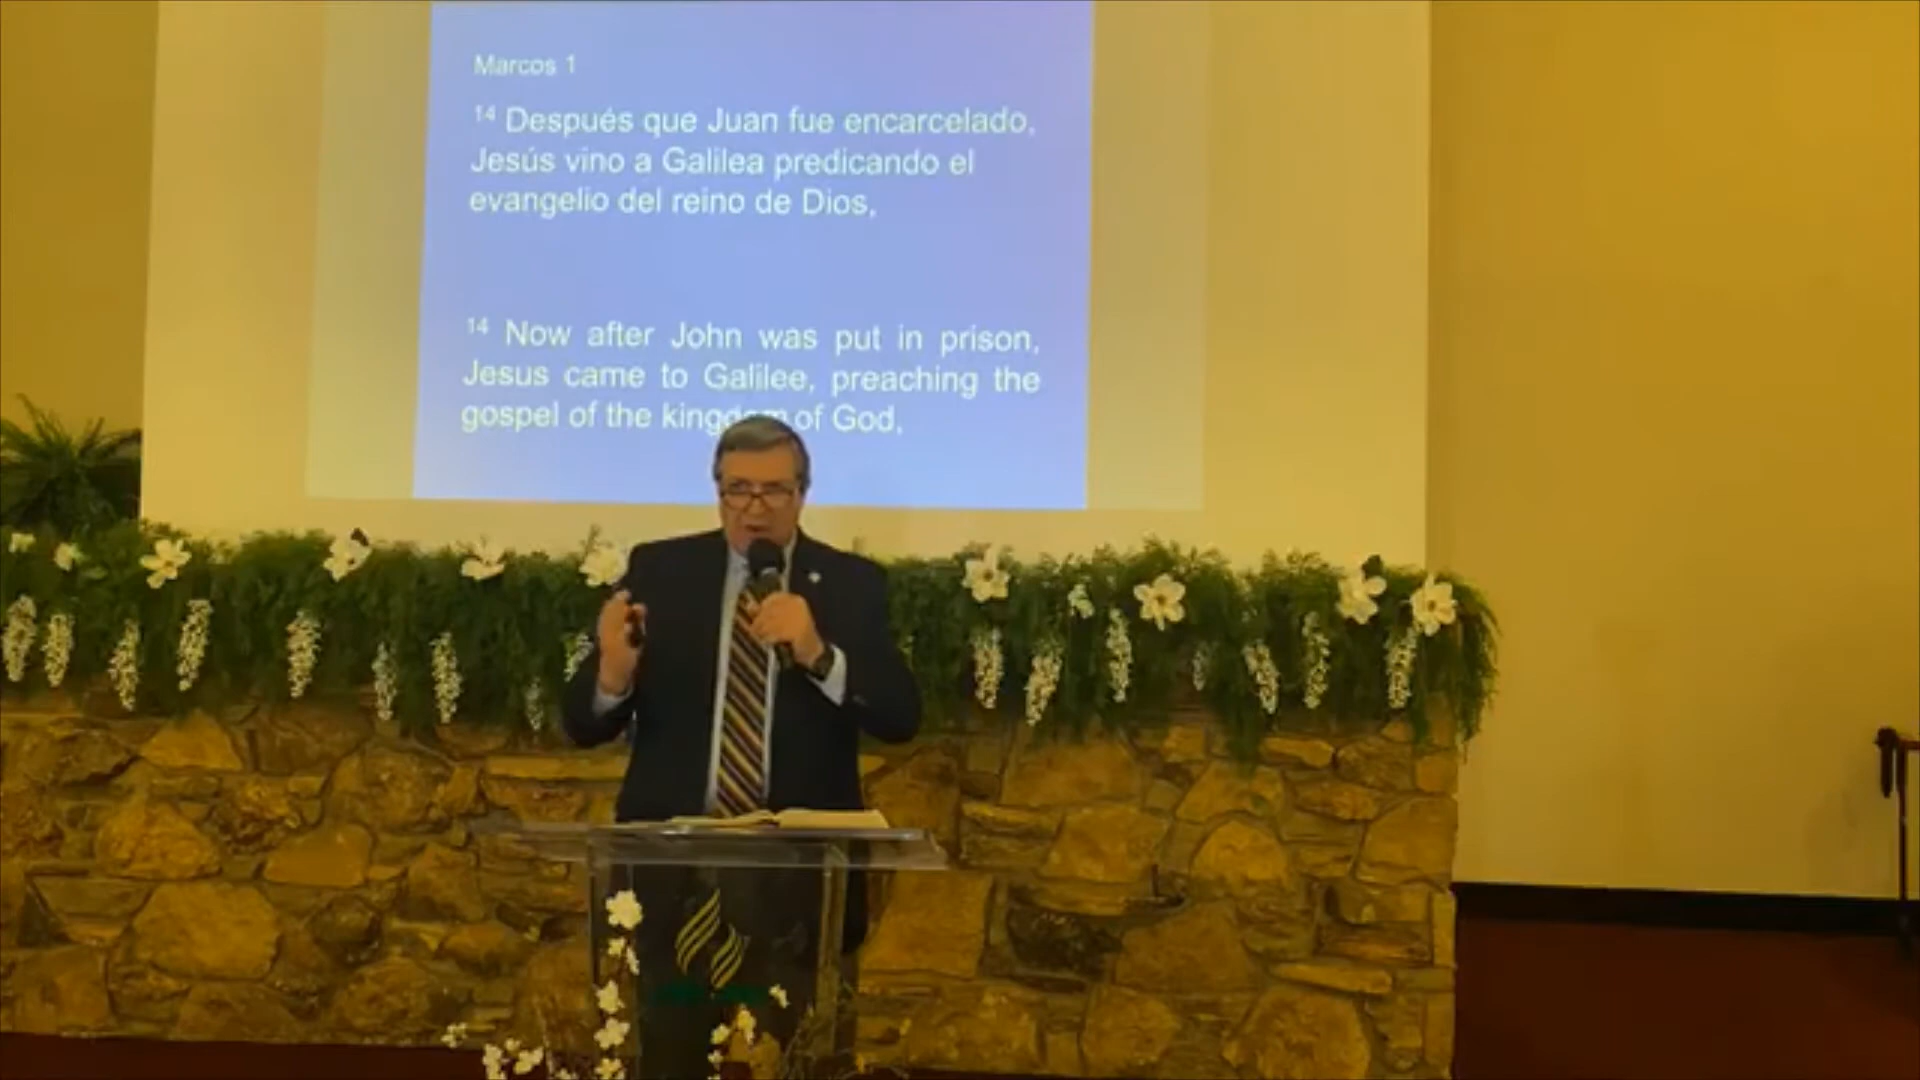 Marcos 1
14 Después que Juan fue encarcelado,
Jesús vino a Galilea predicando el
evangelio del reino de Dios,
14 Now after John was put in prison,
Jesus came to Galilee, preaching the
gospel of the kingdom of God,